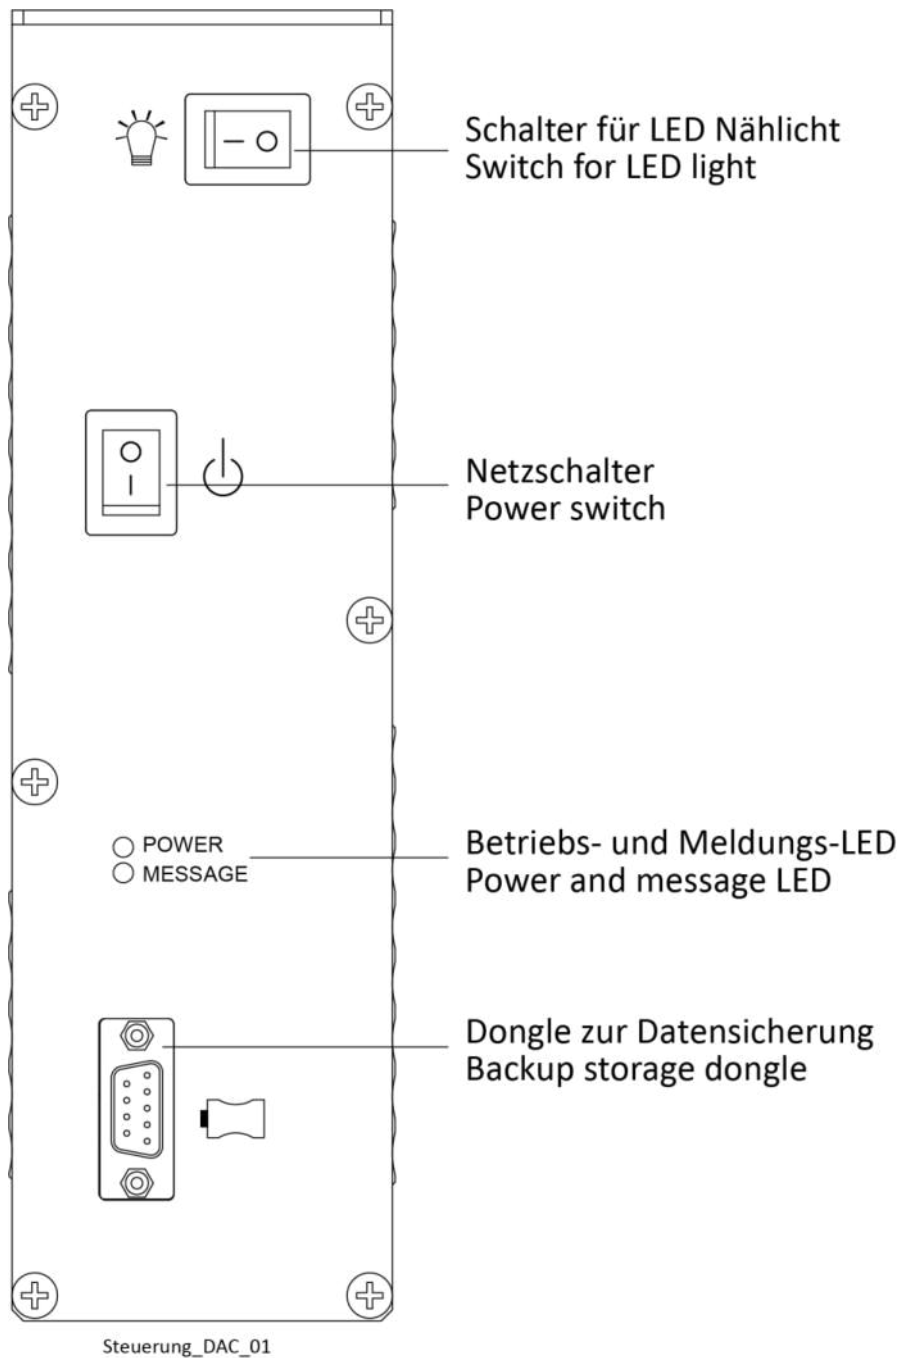 Schalter für LED Nählicht
Switch for LED light
Netzschalter
Power switch
POWER
MESSAGE
Betriebs- und Meldungs-LED
Power and message LED
Dongle zur Datensicherung
Backup storage dongle
Steuerung_DAC_01